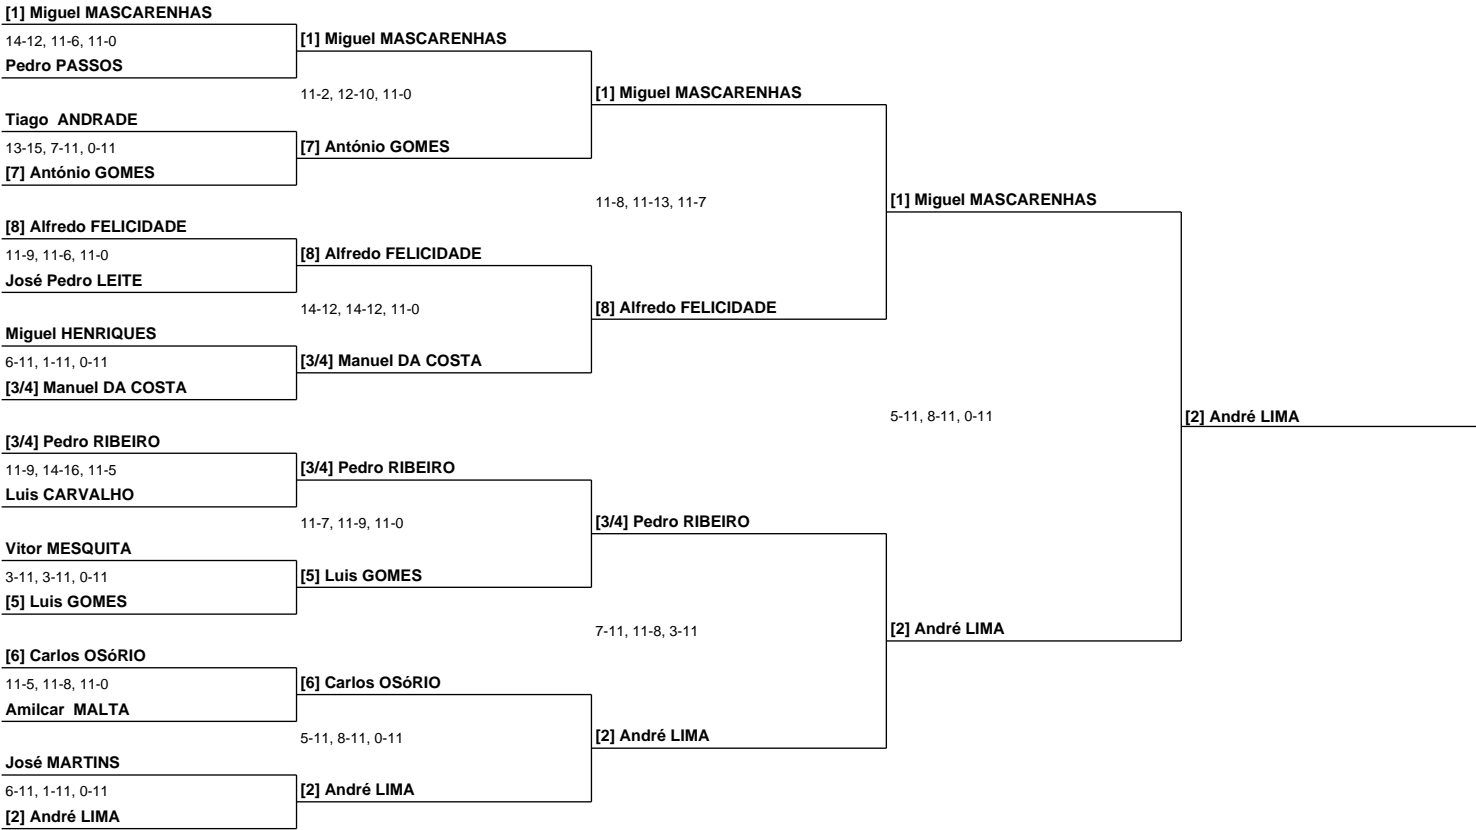 [1] Miguel MASCARENHAS
14-12, 11-6, 11-0
Pedro PASSOS
Tiago  ANDRADE
13-15, 7-11, 0-11
[7] António GOMES
[8] Alfredo FELICIDADE
11-9, 11-6, 11-0
José Pedro LEITE
Miguel HENRIQUES
6-11, 1-11, 0-11
[3/4] Manuel DA COSTA
[3/4] Pedro RIBEIRO
11-9, 14-16, 11-5
Luis CARVALHO
Vitor MESQUITA
3-11, 3-11, 0-11
[5] Luis GOMES
[6] Carlos OSóRIO
11-5, 11-8, 11-0
Amilcar  MALTA
José MARTINS
6-11, 1-11, 0-11
[2] André LIMA
[1] Miguel MASCARENHAS
11-2, 12-10, 11-0
[7] António GOMES
[8] Alfredo FELICIDADE
14-12, 14-12, 11-0
[3/4] Manuel DA COSTA
[3/4] Pedro RIBEIRO
11-7, 11-9, 11-0
[5] Luis GOMES
[6] Carlos OSóRIO
5-11, 8-11, 0-11
[2] André LIMA
[1] Miguel MASCARENHAS
11-8, 11-13, 11-7
[8] Alfredo FELICIDADE
[3/4] Pedro RIBEIRO
7-11, 11-8, 3-11
[2] André LIMA
[1] Miguel MASCARENHAS
5-11, 8-11, 0-11
[2] André LIMA
[2] André LIMA